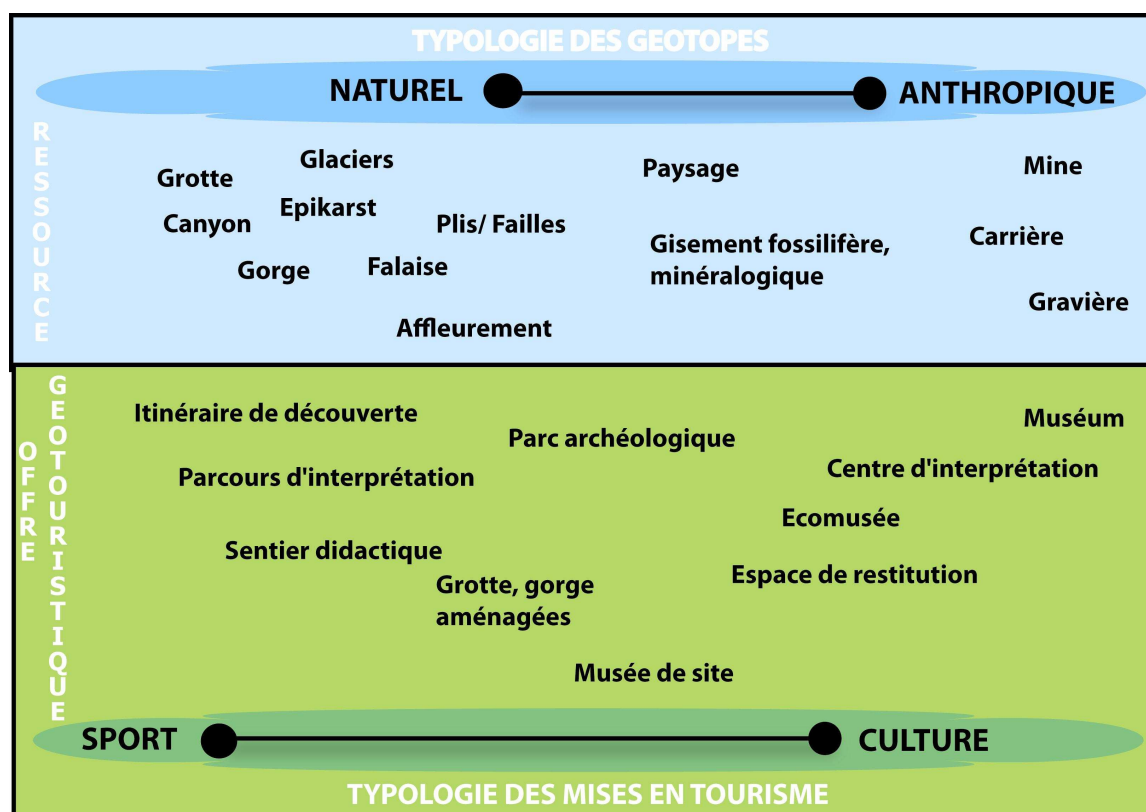 TYPOLOGIE DES GEOTOPES
NATUREL
ANTHROPIQUE
RESSOURCE
Glaciers
Grotte
Paysage
Mine
Epikarst
Canyon
Plis/ Failles
Gisement fossilifère,
minéralogique
Carrière
Gorge
Falaise
Gravière
Affleurement
OFFRE
GEOTOURISTIQUE
Itinéraire de découverte
Parc archéologique
Muséum
Parcours d'interprétation
Centre d'interprétation
Ecomusée
Sentier didactique
Grotte, gorge
aménagées
Espace de restitution
Musée de site
SPORT
CULTURE
TYPOLOGIE DES MISES EN TOURISME